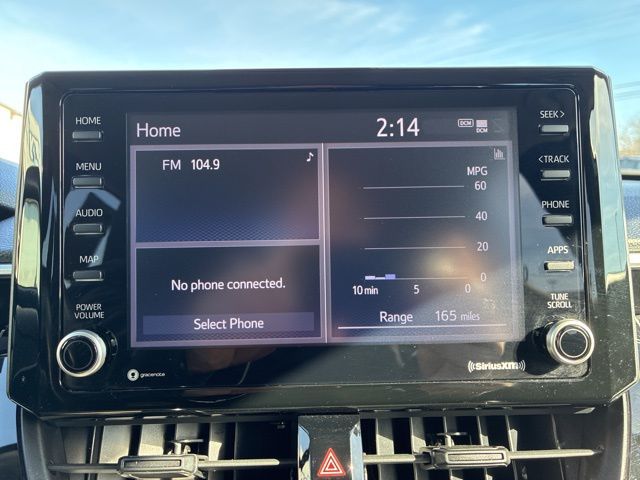 HOME
MENU
AUDIO
MAP
POWER
VOLUME
gracenote
Home
2:14
DCM
DCM
FM 104.9
No phone connected.
Select Phone
MPG
60
40
20
0
10 min 5 0
Range 165 miles
SEEK>
<TRACK
PHONE
APPS
TUNE
SCROLL
((SiriusXM))